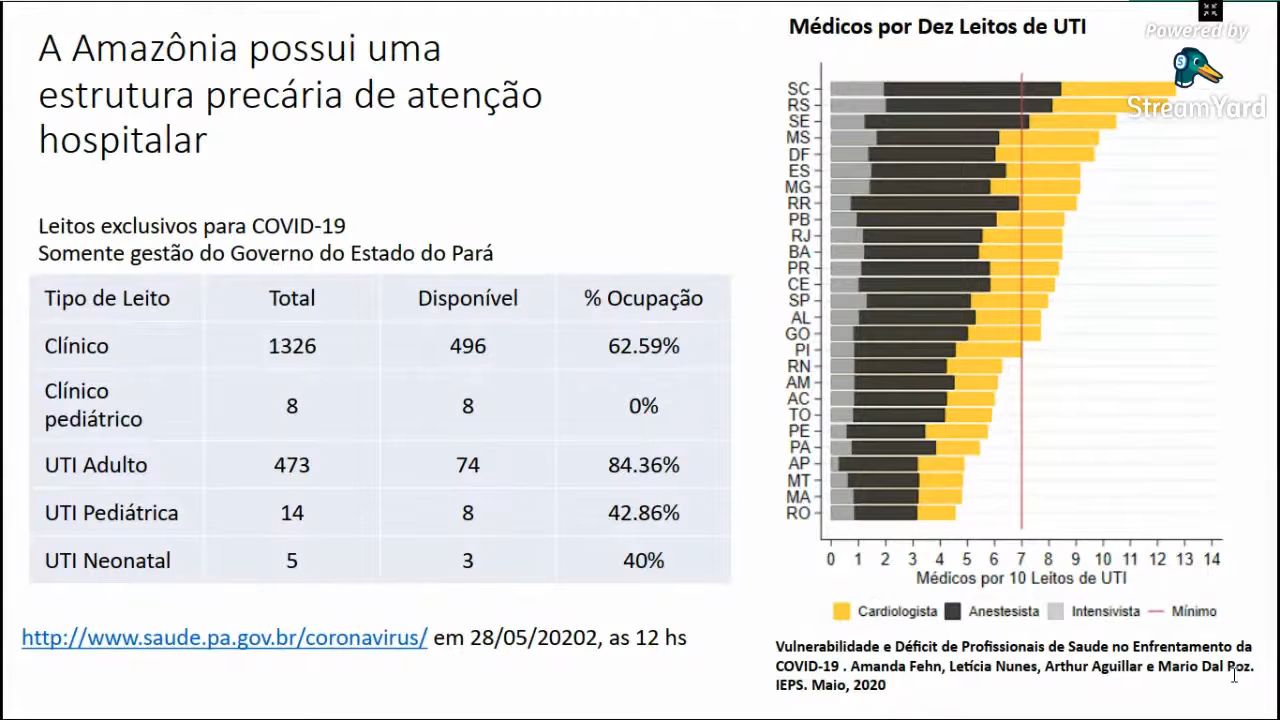 A Amazônia possui uma
estrutura precária de atenção
hospitalar
Leitos exclusivos para COVID-19
Somente gestão do Governo do Estado do Pará
Tipo de Leito Total Disponível % Ocupação
Clínico 1326 496 62.59%
Clínico
pediátrico 8 8 0%
UTI Adulto 473 74 84.36%
UTI Pediátrica 14 8 42.86%
UTI Neonatal 5 3 40%
http://www.saude.pa.gov.br/coronavirus/ em 28/05/20202, as 12 hs
Médicos por Dez Leitos de UTI
Powered by
StreamYard
SC
RS
SE
MS
DF
ES
MG
RR
PB
RJ
BA
PR
CE
SP
AL
GO
PI
RN
AM
AC
TO
PE
PA
AP
MT
MA
RO
0 1 2 3 4 5 6 7 8 9 10 11 12 13 14
Médicos por 10 Leitos de UTI
Cardiologista Anestesista Intensivista Mínimo
Vulnerabilidade e Déficit de Profissionais de Saude no Enfrentamento da
COVID-19 . Amanda Fehn, Letícia Nunes, Arthur Aguillar e Mario Dal Poz.
IEPS. Maio, 2020